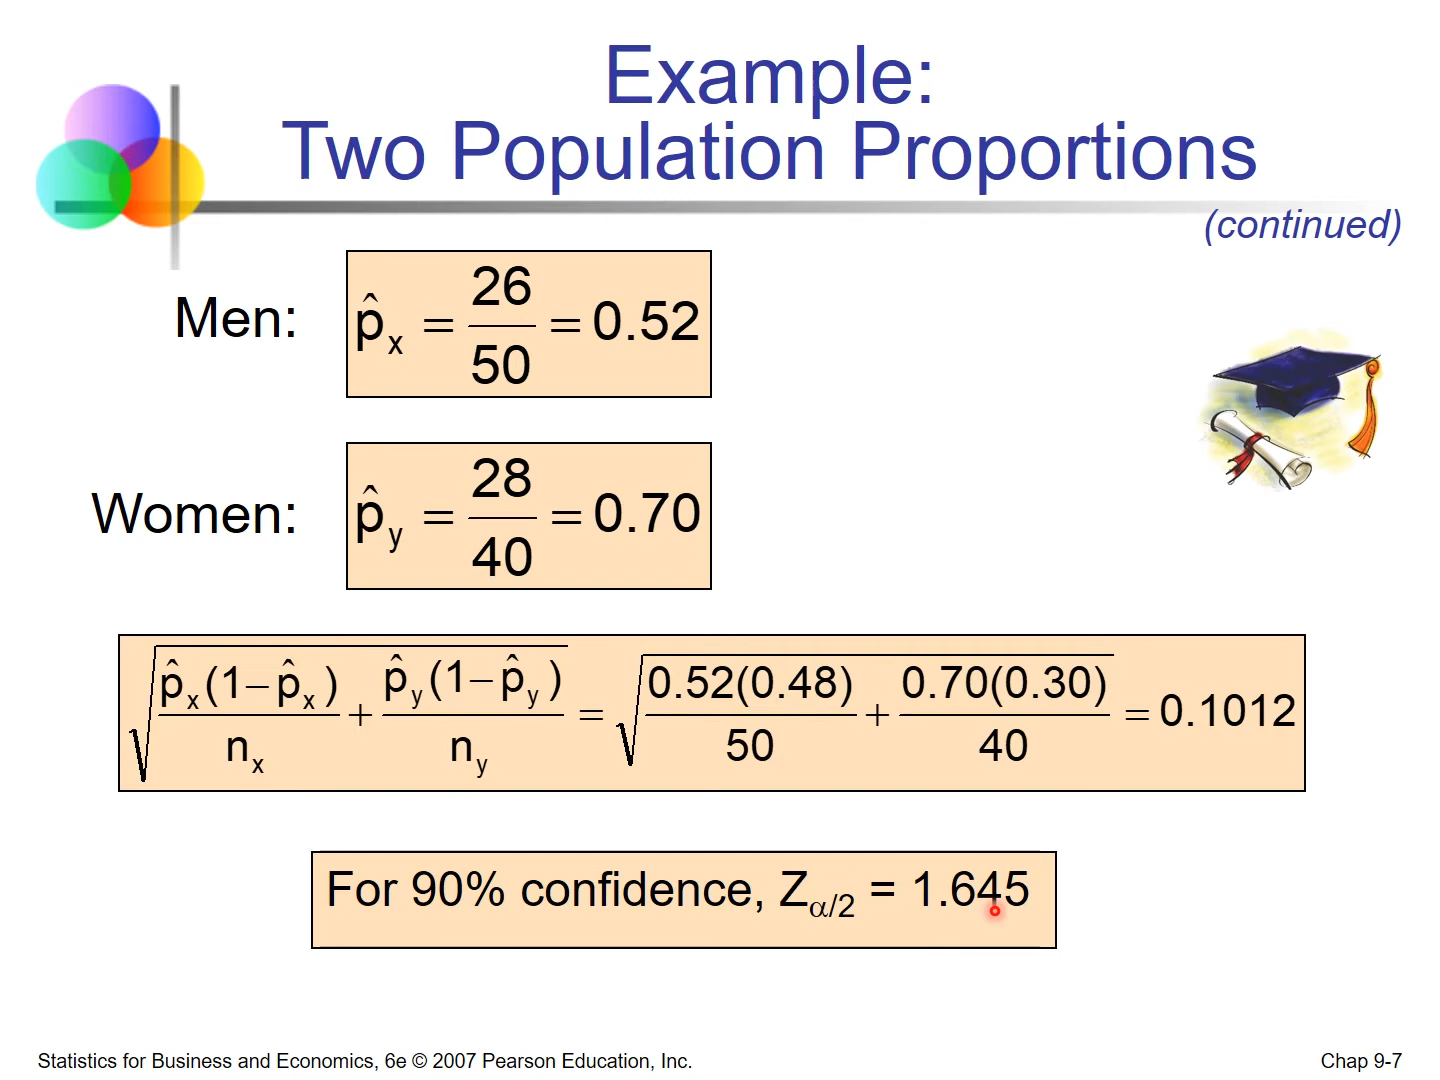 Example:
Two Population Proportions
(continued)
Men: p̂x = 26/50 = 0.52
Women: p̂y = 28/40 = 0.70
√(p̂x(1−p̂x)/nx + p̂y(1−p̂y)/ny) = √(0.52(0.48)/50 + 0.70(0.30)/40) = 0.1012
For 90% confidence, Zα/2 = 1.645
Statistics for Business and Economics, 6e © 2007 Pearson Education, Inc.
Chap 9-7